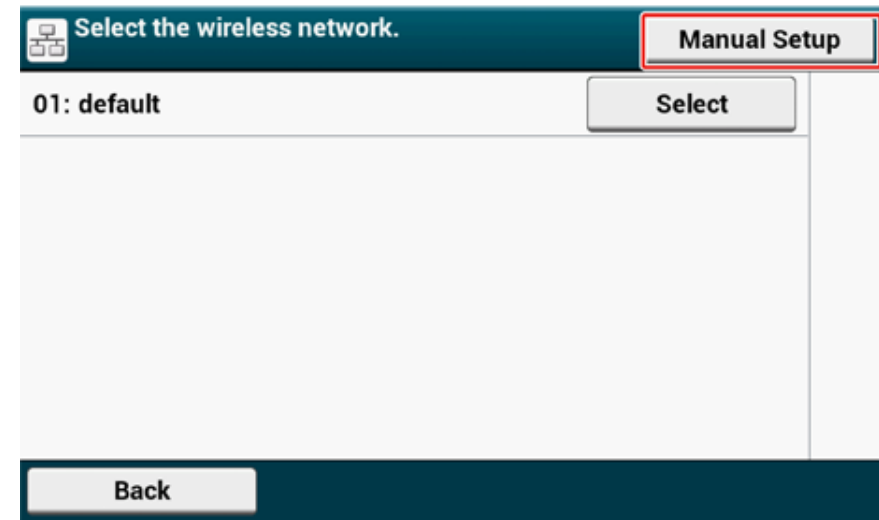 Select the wireless network.
Manual Setup
01: default
Select
Back